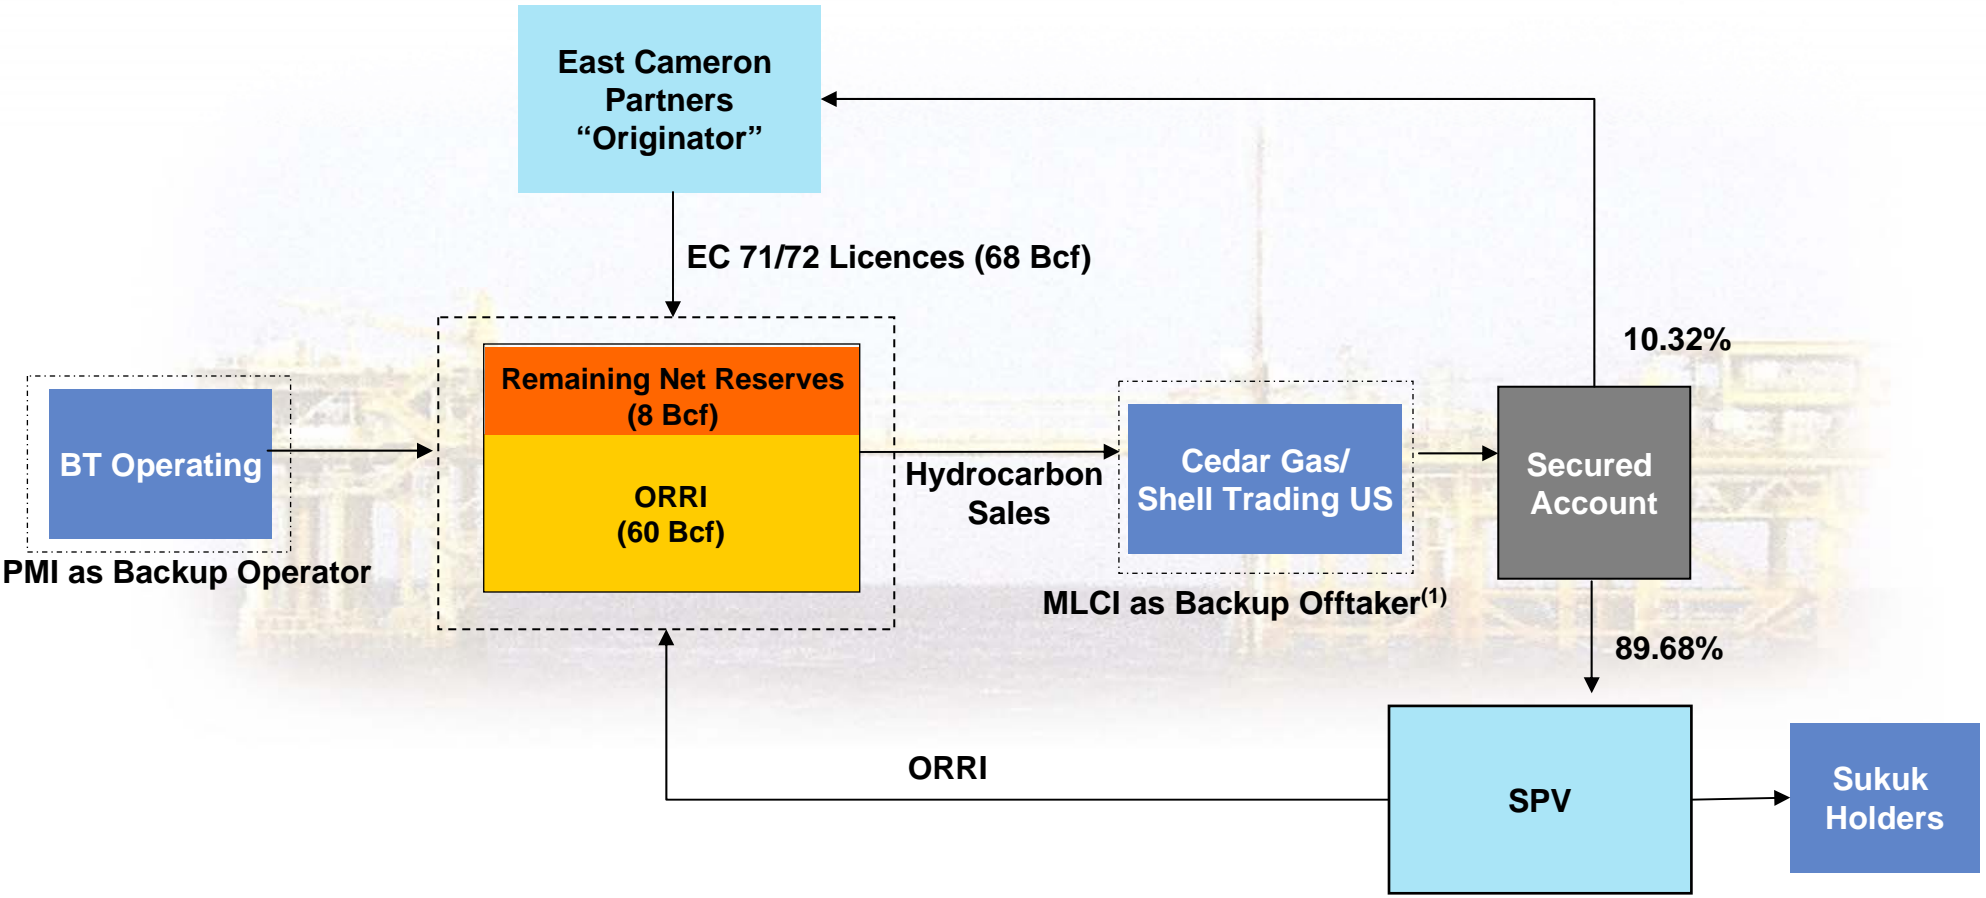 East Cameron
Partners
“Originator”
EC 71/72 Licences (68 Bcf)
10.32%
Remaining Net Reserves
(8 Bcf)
BT Operating
ORRI
(60 Bcf)
Hydrocarbon
Sales
Cedar Gas/
Shell Trading US
Secured
Account
PMI as Backup Operator
MLCI as Backup Offtaker(1)
89.68%
ORRI
SPV
Sukuk
Holders